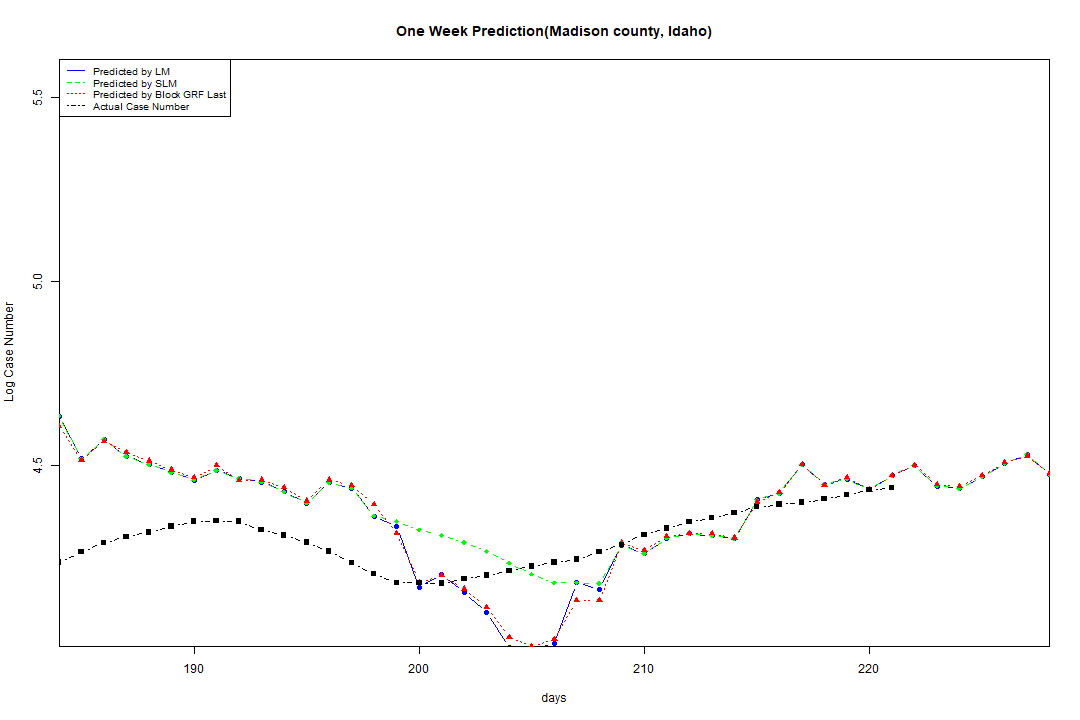 One Week Prediction(Madison county, Idaho)
Predicted by LM
Predicted by SLM
Predicted by Block GRF Last
Actual Case Number
5.5
5.0
4.5
Log Case Number
190 200 210 220
days